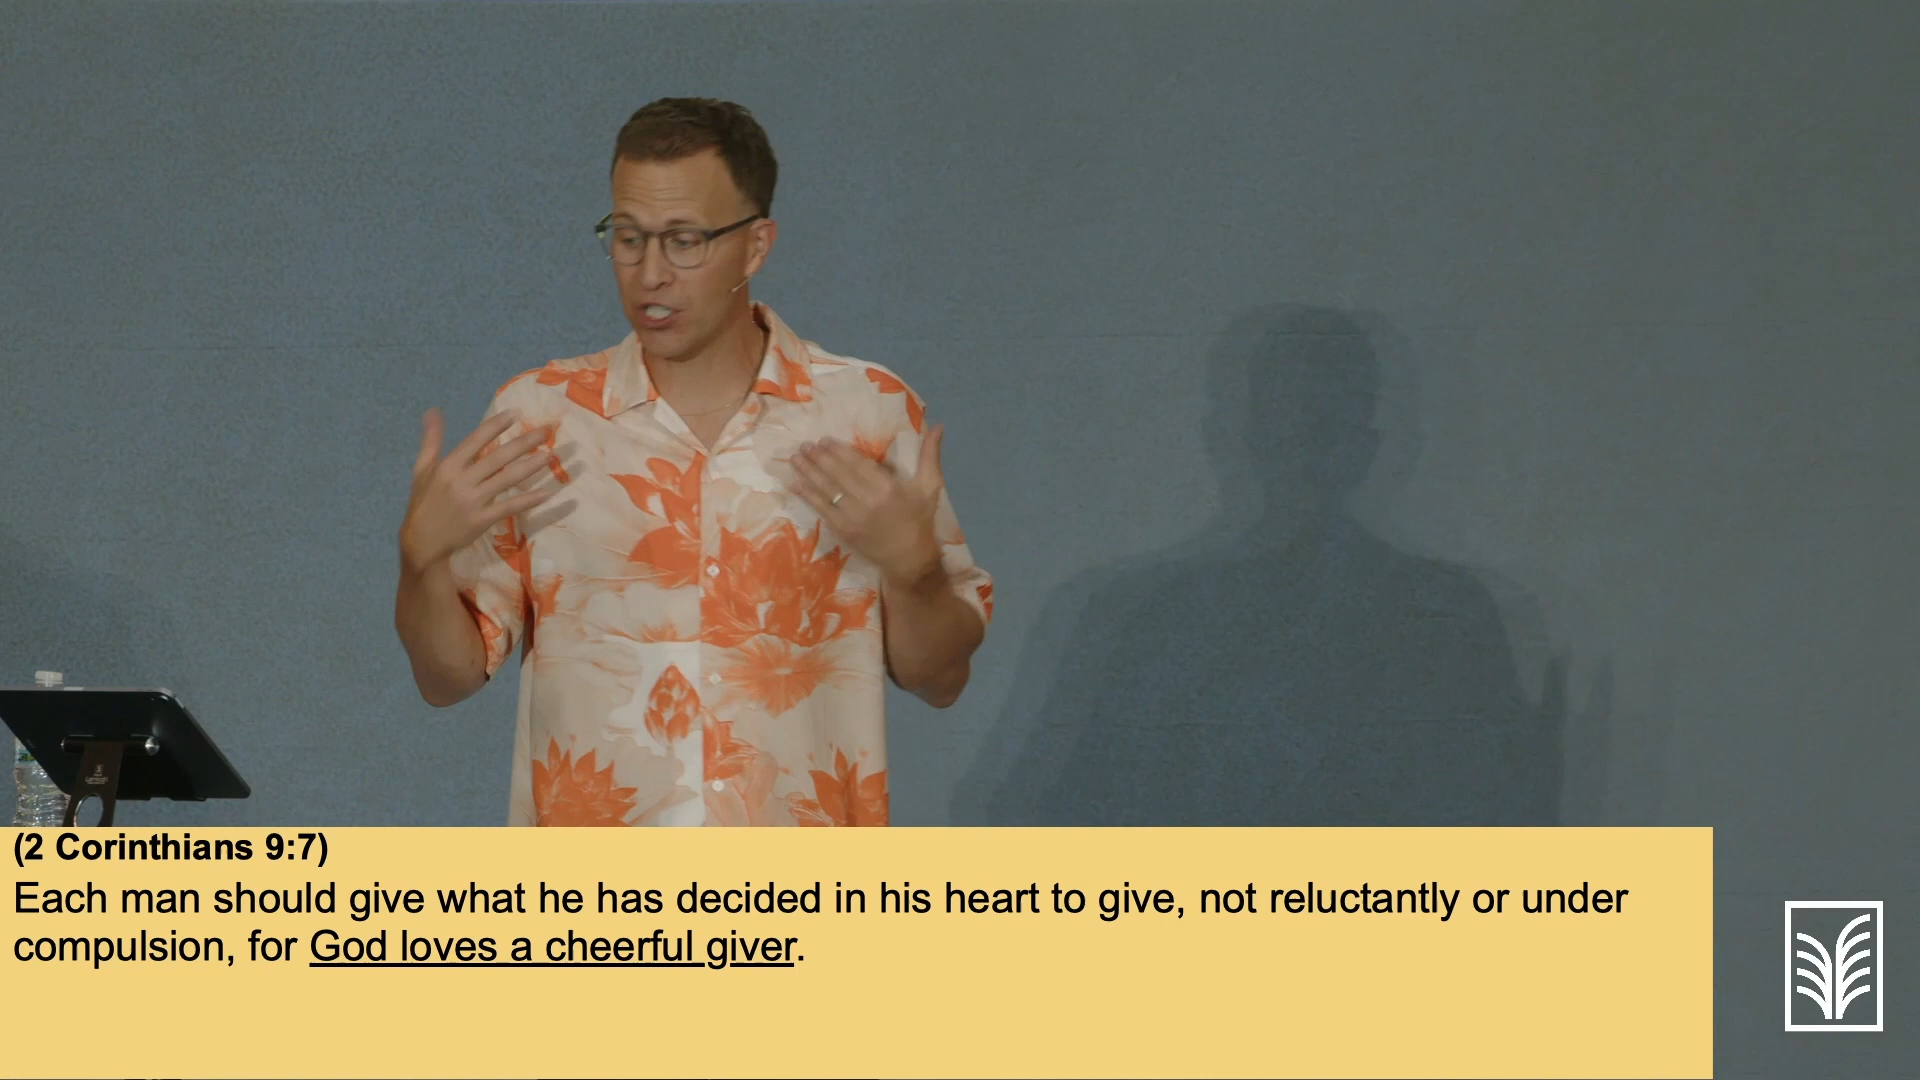 (2 Corinthians 9:7)
Each man should give what he has decided in his heart to give, not reluctantly or under
compulsion, for God loves a cheerful giver.